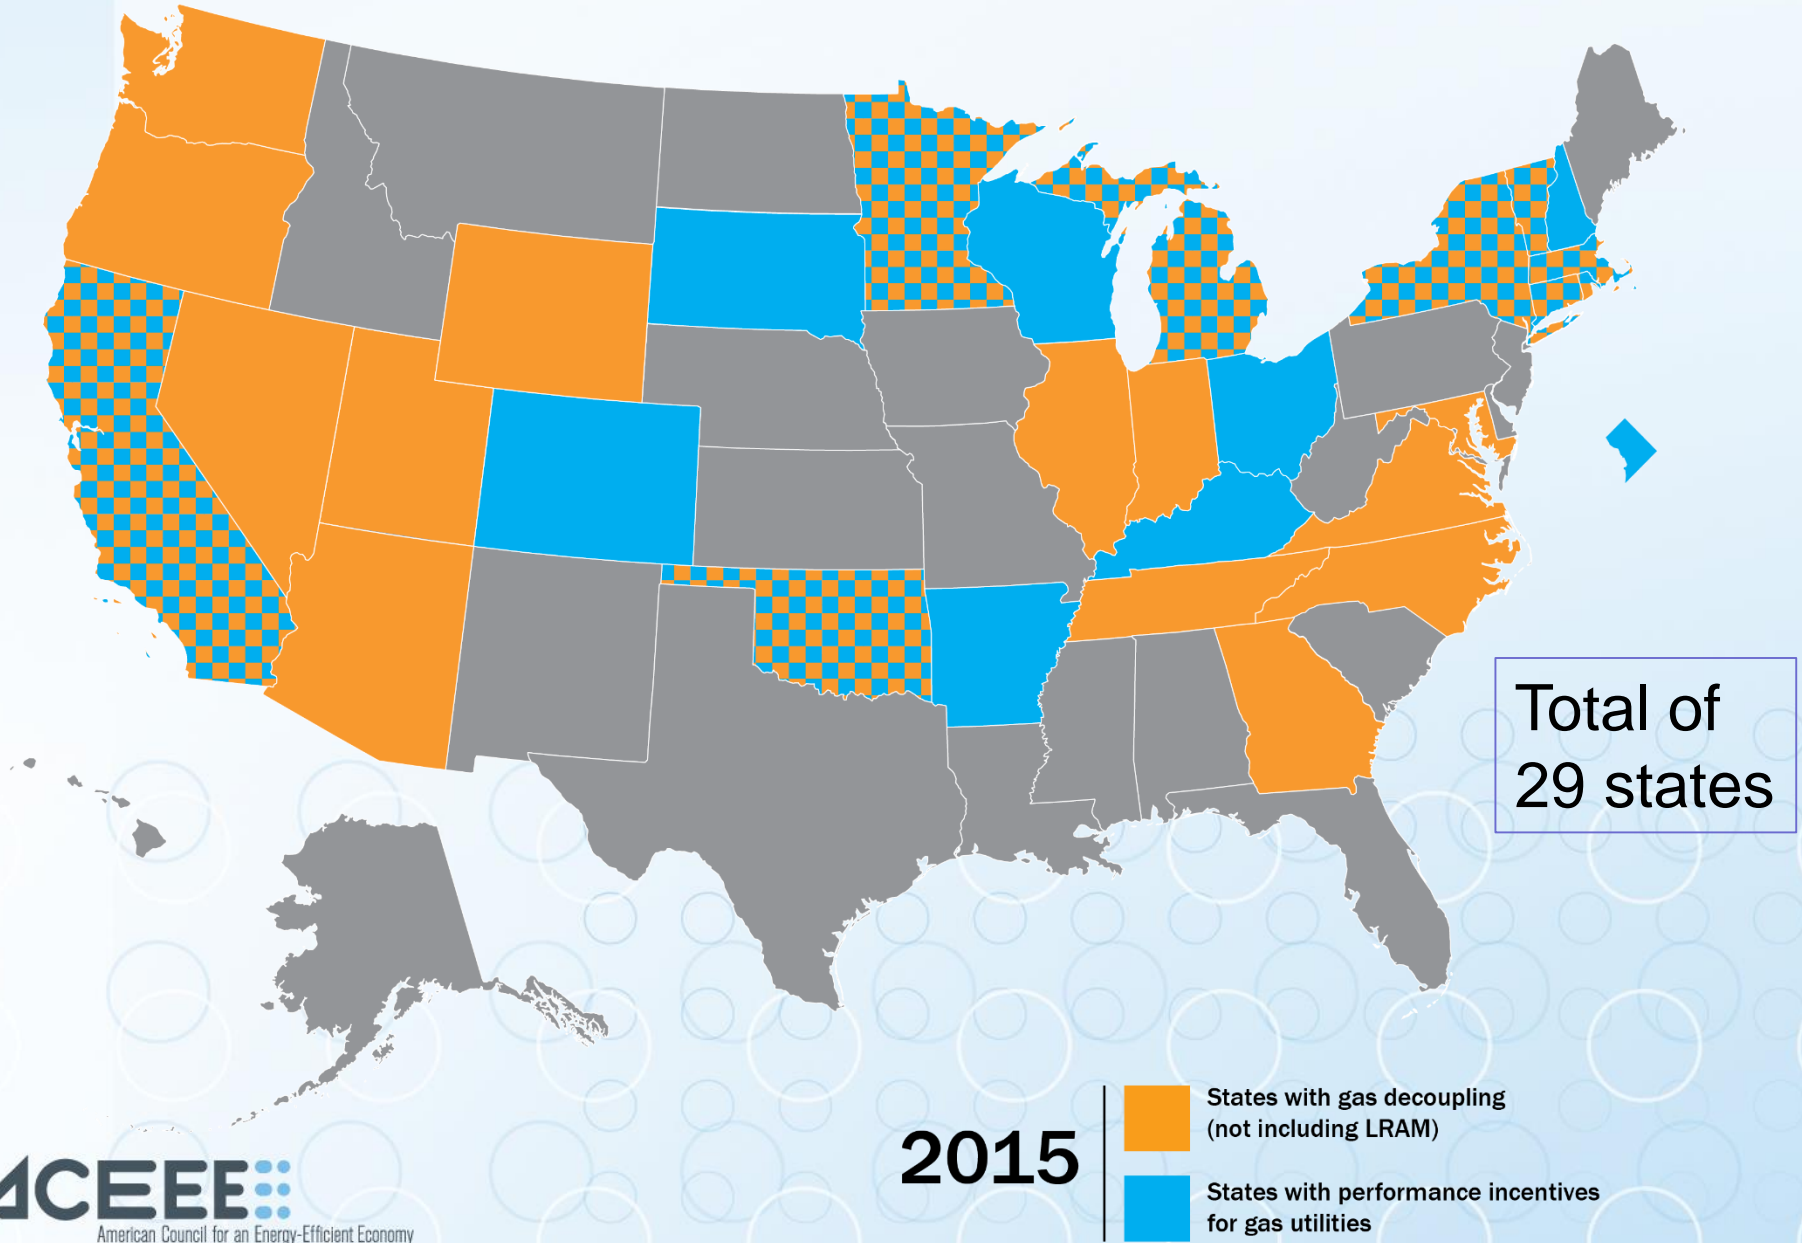 Total of
29 states
2015
States with gas decoupling
(not including LRAM)
States with performance incentives
for gas utilities
ACEEE
American Council for an Energy-Efficient Economy